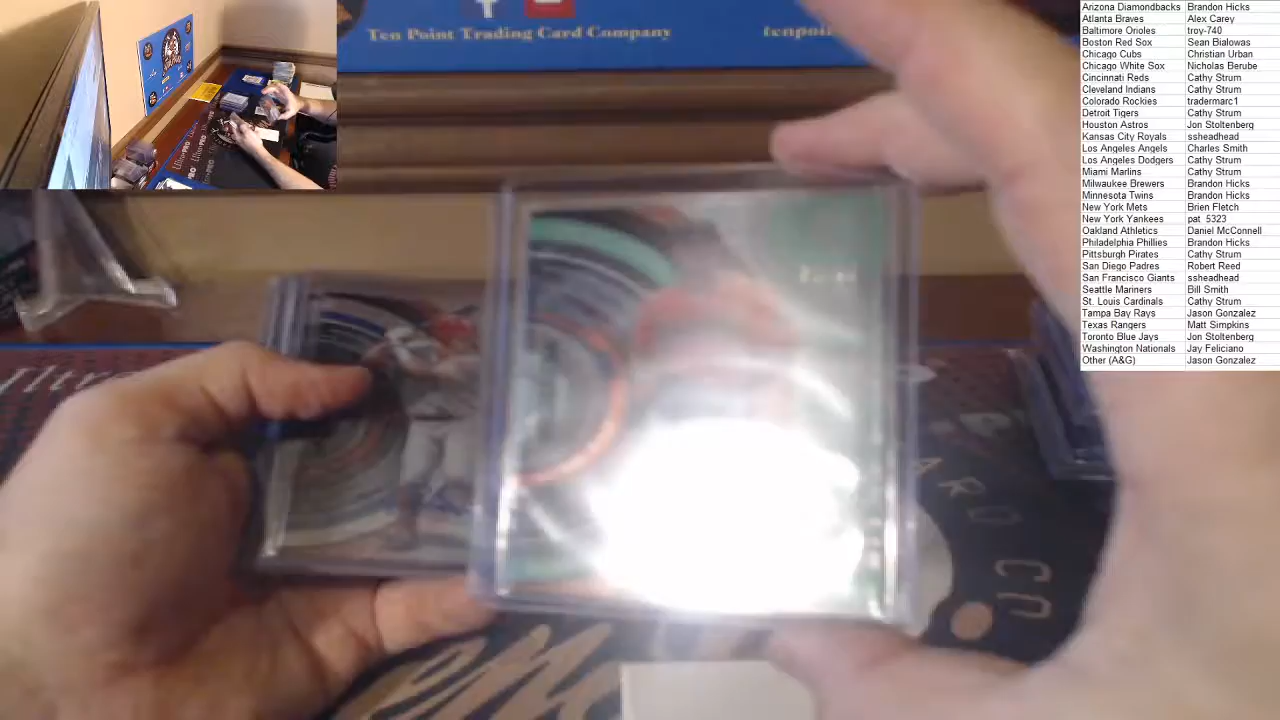 Ten Point Trading Card Company
tenpoin
Arizona Diamondbacks Brandon Hicks
Atlanta Braves Alex Carey
Baltimore Orioles troy-740
Boston Red Sox Sean Bialowas
Chicago Cubs Christian Urban
Chicago White Sox Nicholas Berube
Cincinnati Reds Cathy Strum
Cleveland Indians Cathy Strum
Colorado Rockies tradermarc1
Detroit Tigers Cathy Strum
Houston Astros Jon Stoltenberg
Kansas City Royals ssheadhead
Los Angeles Angels Charles Smith
Los Angeles Dodgers Cathy Strum
Miami Marlins Cathy Strum
Milwaukee Brewers Brandon Hicks
Minnesota Twins Brandon Hicks
New York Mets Brien Fletch
New York Yankees pat_5323
Oakland Athletics Daniel McConnell
Philadelphia Phillies Brandon Hicks
Pittsburgh Pirates Cathy Strum
San Diego Padres Robert Reed
San Francisco Giants ssheadhead
Seattle Mariners Bill Smith
St. Louis Cardinals Cathy Strum
Tampa Bay Rays Jason Gonzalez
Texas Rangers Matt Simpkins
Toronto Blue Jays Jon Stoltenberg
Washington Nationals Jay Feliciano
Other (A&G) Jason Gonzalez